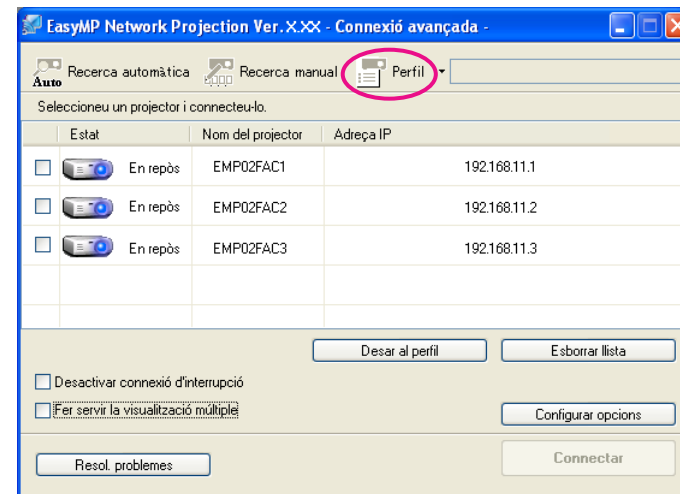 EasyMP Network Projection Ver.X.XX - Connexió avançada -
Auto Recerca automàtica Recerca manual Perfil
Seleccioneu un projector i connecteu-lo.
Estat Nom del projector Adreça IP
En repòs EMP02FAC1 192.168.11.1
En repòs EMP02FAC2 192.168.11.2
En repòs EMP02FAC3 192.168.11.3
Desar al perfil Esborrar llista
Desactivar connexió d'interrupció
Fer servir la visualització múltiple
Configurar opcions
Resol. problemes Connectar